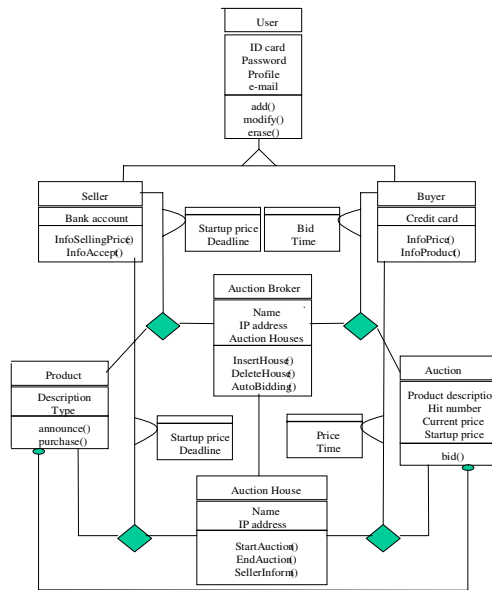 User
ID card
Password
Profile
e-mail
add()
modify()
erase()
Seller
Bank account
InfoSellingPrice()
InfoAccept()
Startup price
Deadline
Bid
Time
Buyer
Credit card
InfoPrice()
InfoProduct()
Auction Broker
Name
IP address
Auction Houses
InsertHouse()
DeleteHouse()
AutoBidding()
Product
Description
Type
announce()
purchase()
Startup price
Deadline
Price
Time
Auction
Product description
Hit number
Current price
Startup price
bid()
Auction House
Name
IP address
StartAuction()
EndAuction()
SellerInform()